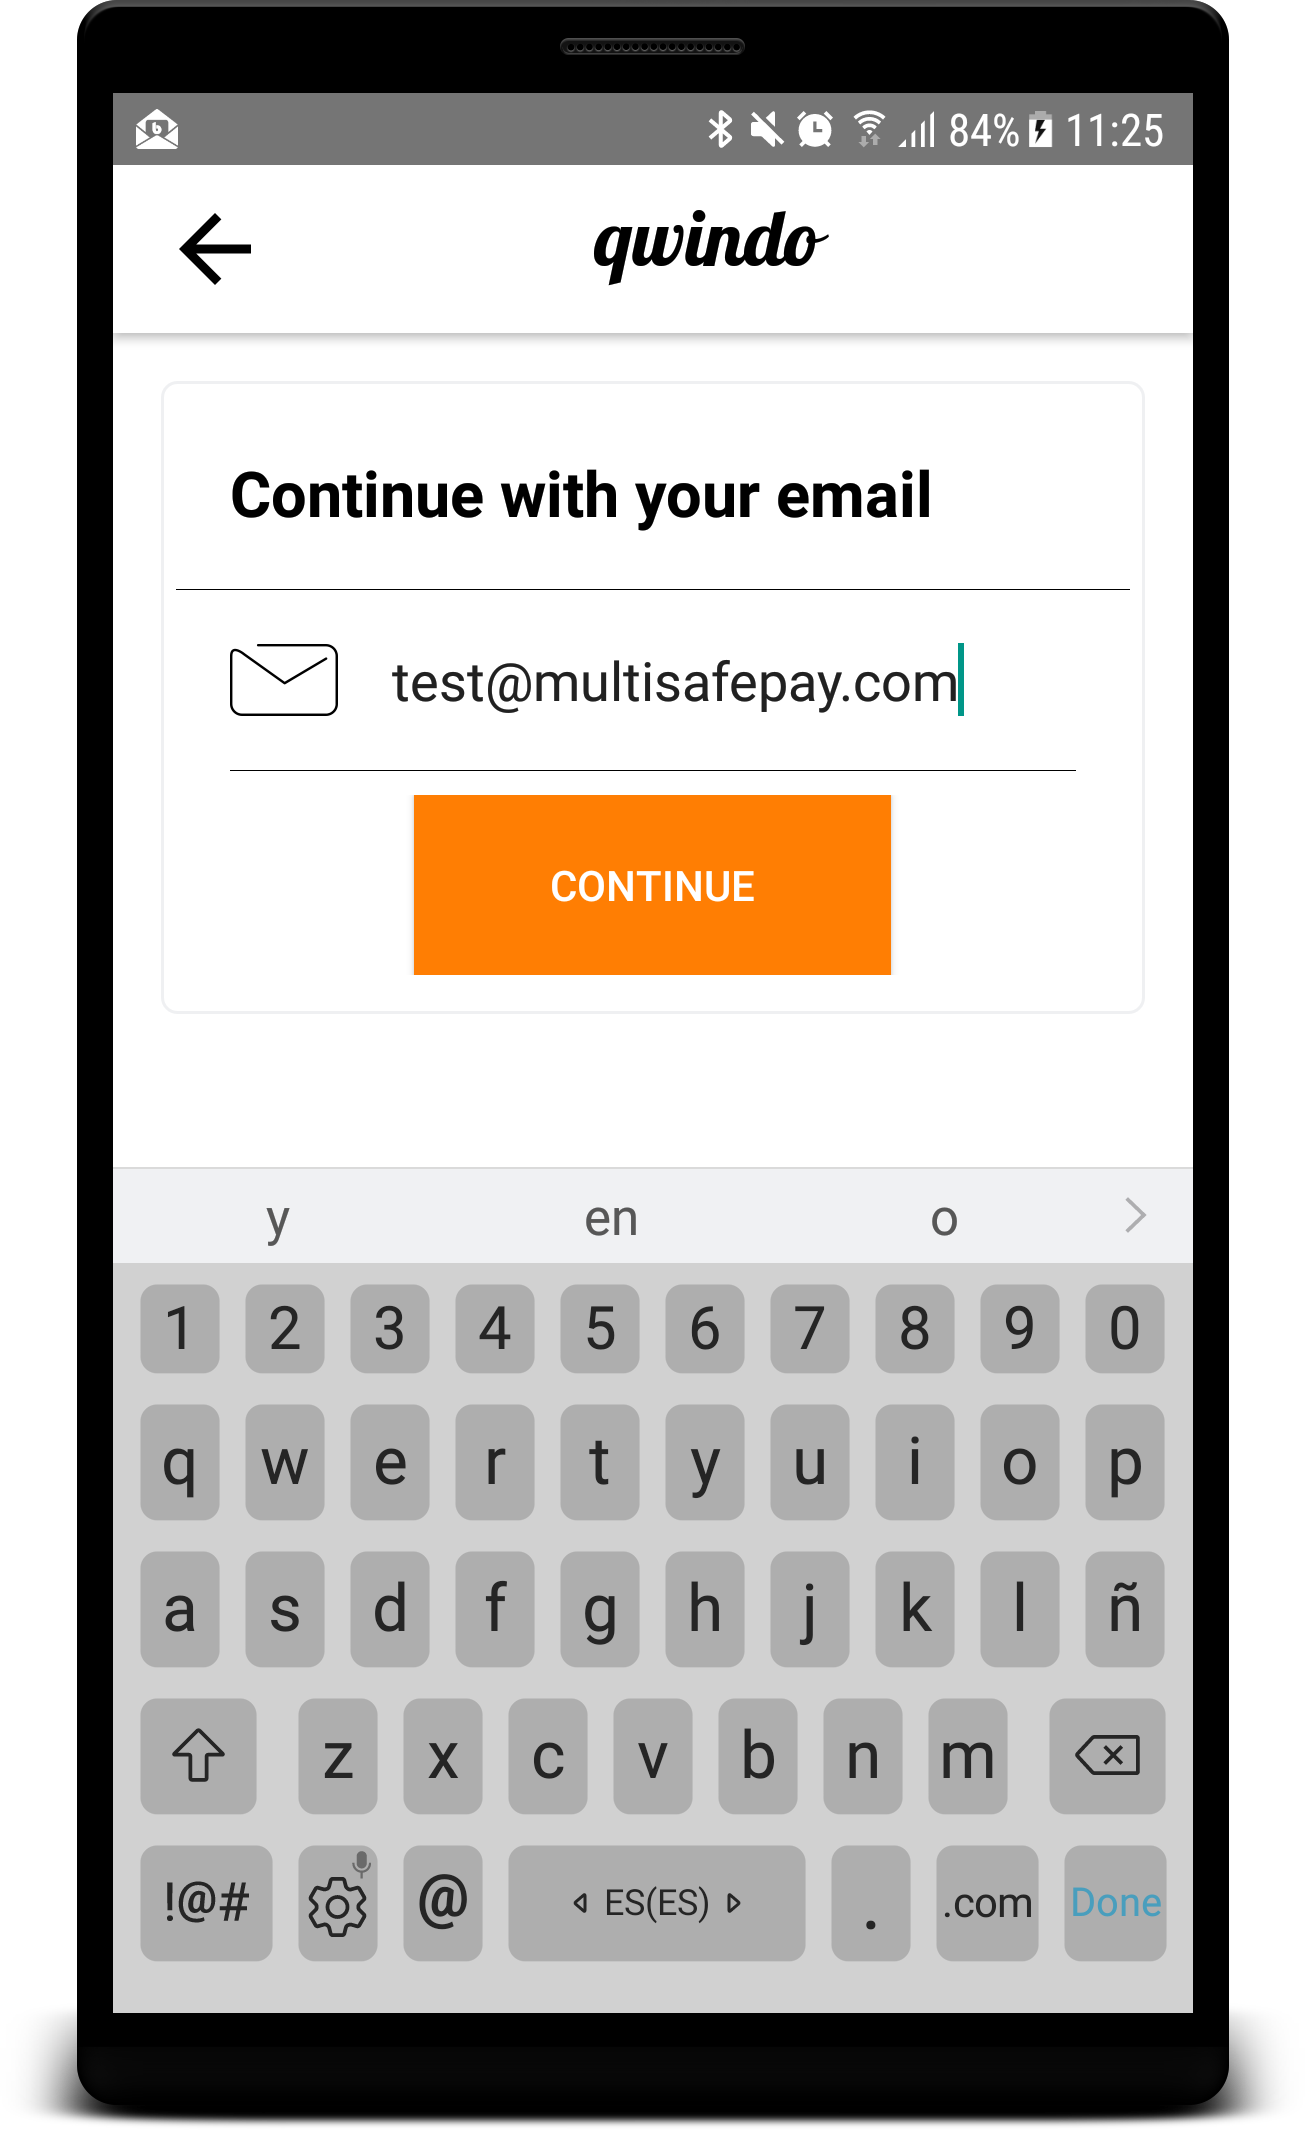 84% 11:25
qwindo
Continue with your email
test@multisafepay.com
CONTINUE
y en o
1 2 3 4 5 6 7 8 9 0
q w e r t y u i o p
a s d f g h j k l ñ
z x c v b n m
!@# @ ES(ES) . .com Done